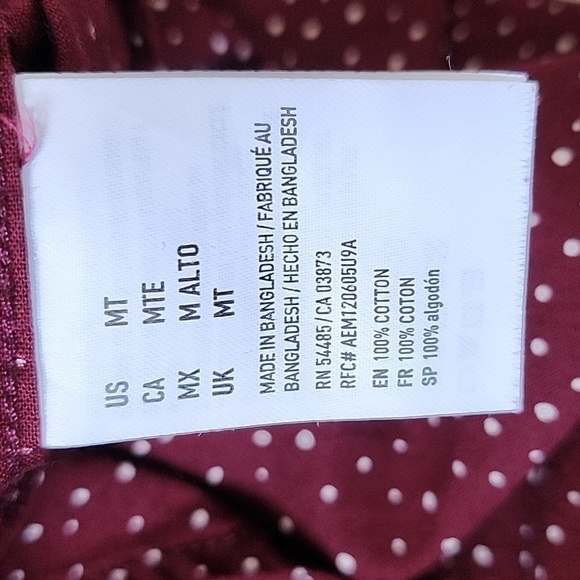 US MT
CA MTE
MX M ALTO
UK MT
MADE IN BANGLADESH / FABRIQUÉ AU
BANGLADESH / HECHO EN BANGLADESH
RN 54485 / CA 03873
RFC# AEM120605U9A
EN 100% COTTON
FR 100% COTON
SP 100% algodón